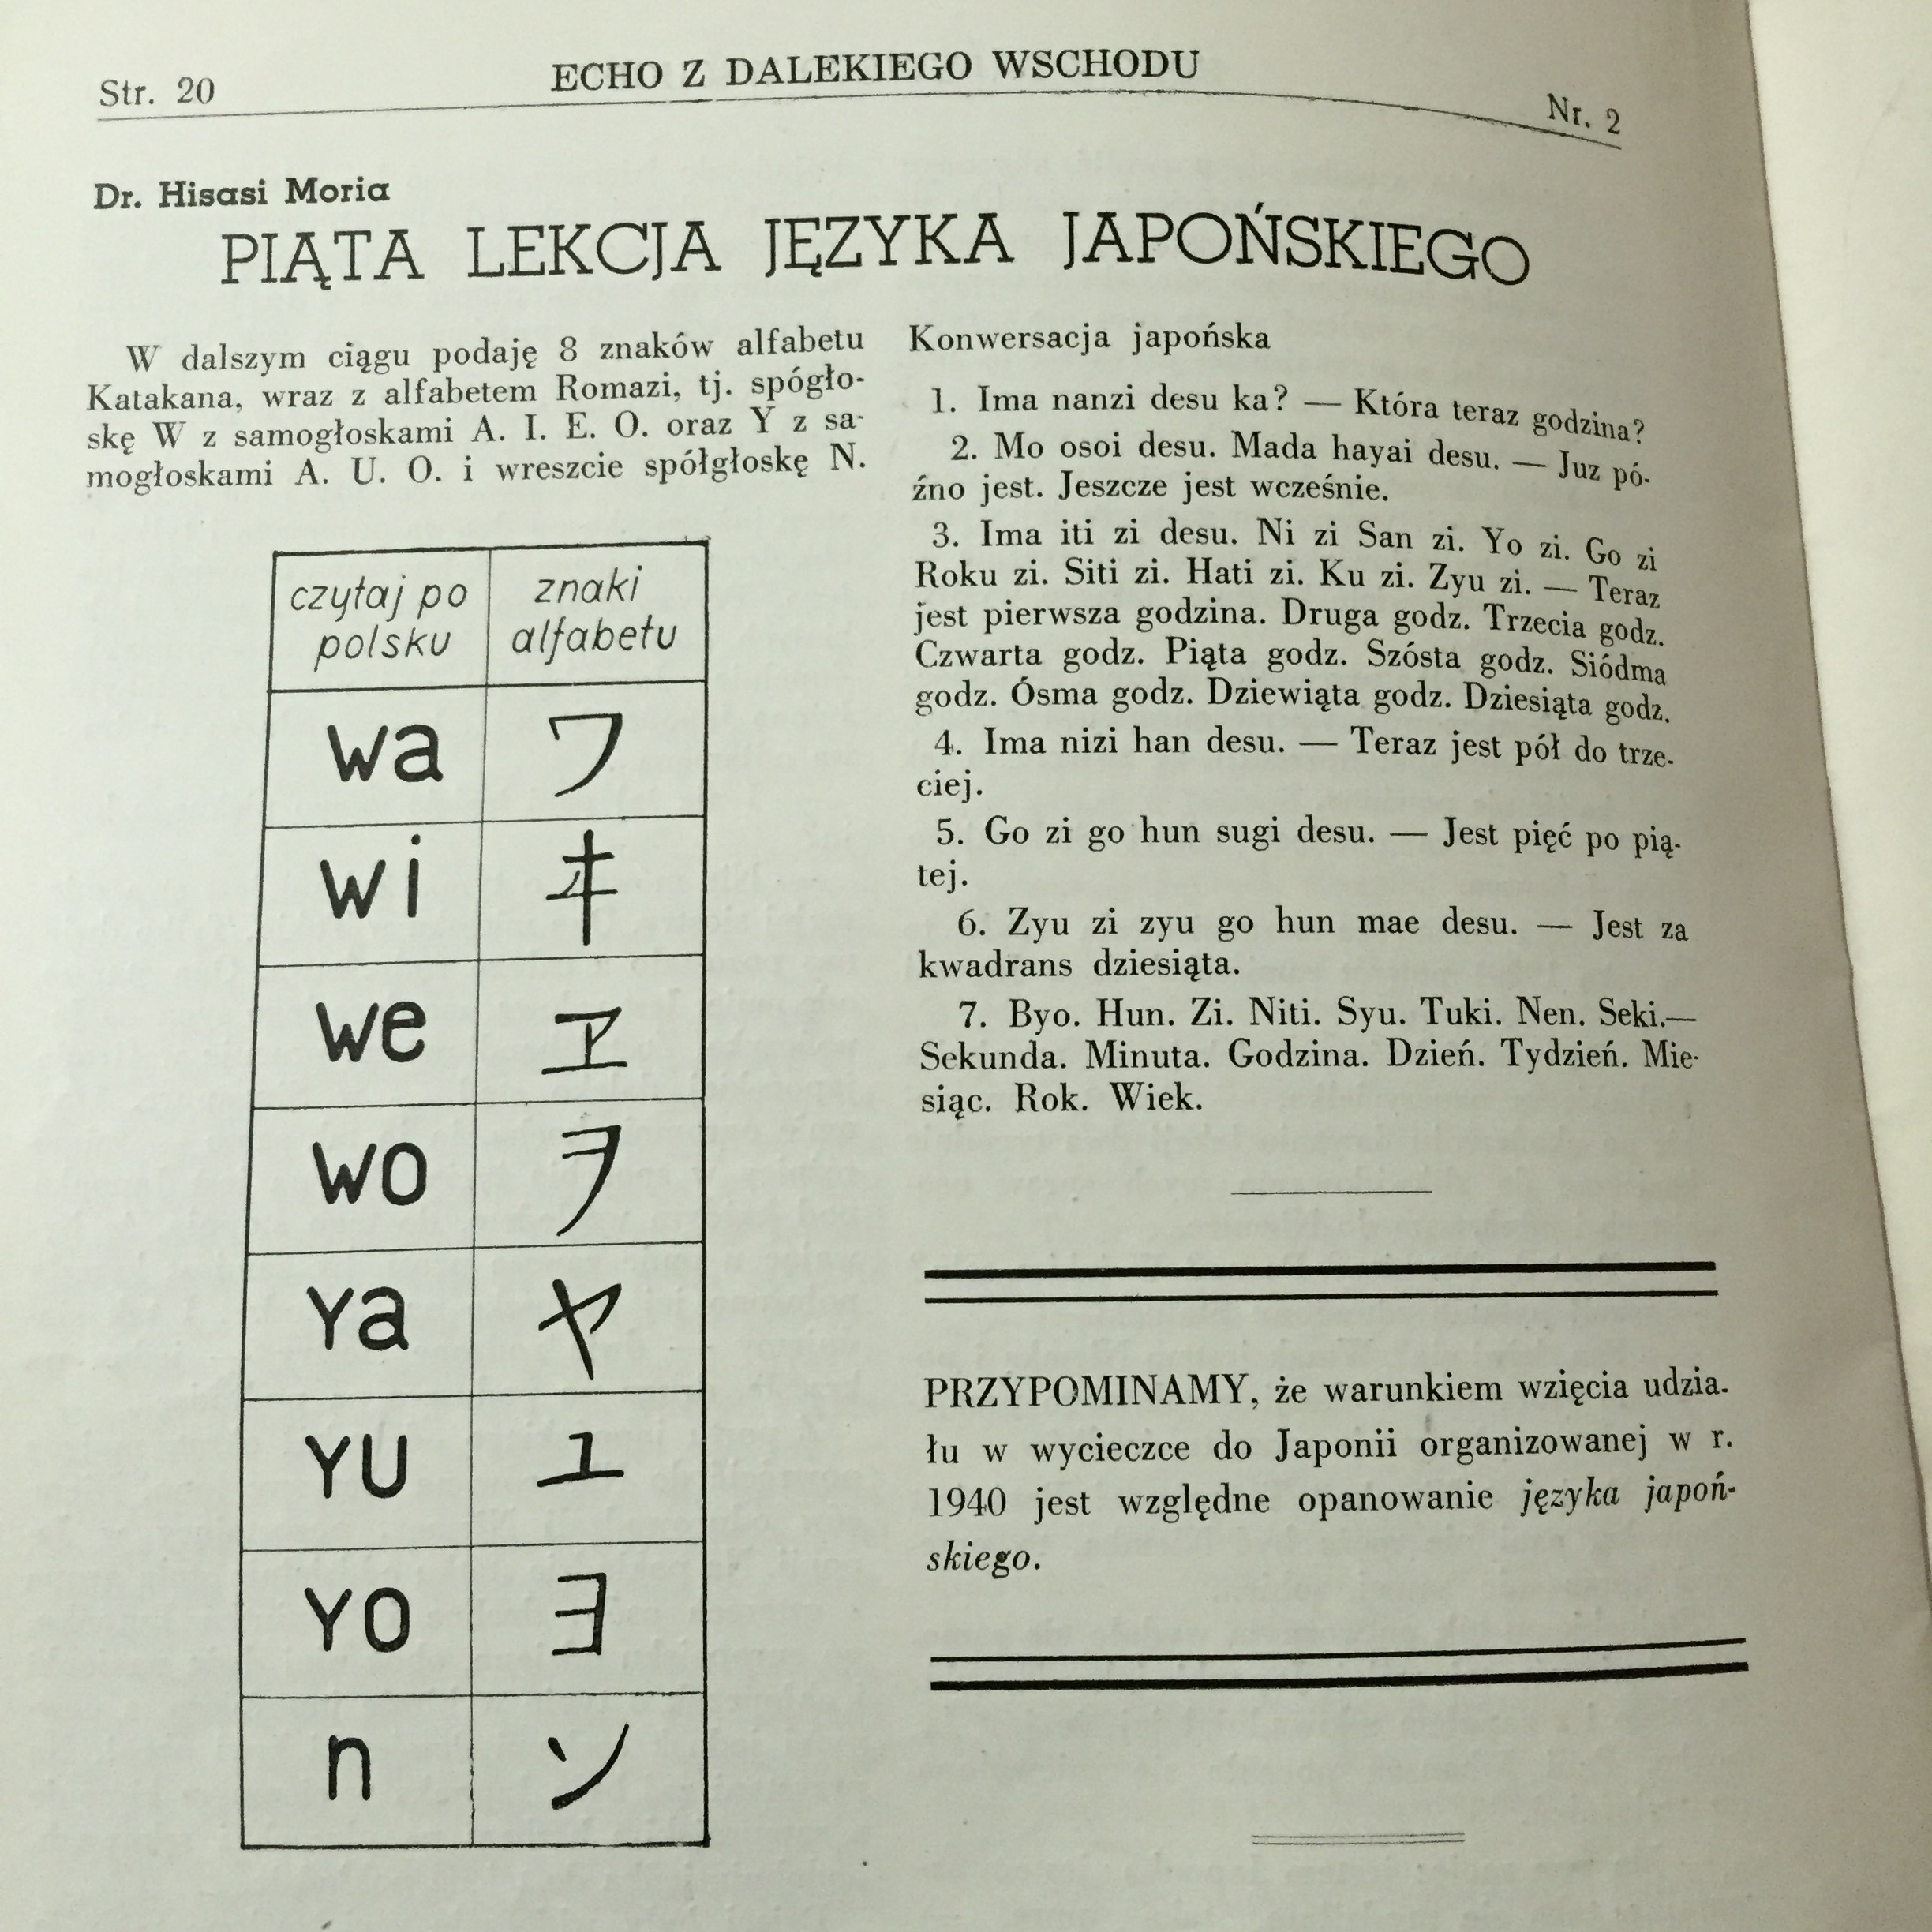 Str. 20
ECHO Z DALEKIEGO WSCHODU
Nr. 2
Dr. Hisasi Moria
PIĄTA LEKCJA JĘZYKA JAPOŃSKIEGO
W dalszym ciągu podaję 8 znaków alfabetu
Katakana, wraz z alfabetem Romazi, tj. spógło-
skę W z samogłoskami A. I. E. O. oraz Y z sa-
mogłoskami A. U. O. i wreszcie spółgłoskę N.
czytaj po polsku
znaki alfabetu
wa ワ
wi ヰ
we ヱ
wo ヲ
Ya ヤ
YU ユ
YO ヨ
n ン
Konwersacja japońska
1. Ima nanzi desu ka? — Która teraz godzina?
2. Mo osoi desu. Mada hayai desu. — Juz pó-
źno jest. Jeszcze jest wcześnie.
3. Ima iti zi desu. Ni zi San zi. Yo zi. Go zi
Roku zi. Siti zi. Hati zi. Ku zi. Zyu zi. — Teraz
jest pierwsza godzina. Druga godz. Trzecia godz.
Czwarta godz. Piąta godz. Szósta godz. Siódma
godz. Ósma godz. Dziewiąta godz. Dziesiąta godz.
4. Ima nizi han desu. — Teraz jest pół do trze-
ciej.
5. Go zi go hun sugi desu. — Jest pięć po pią-
tej.
6. Zyu zi zyu go hun mae desu. — Jest za
kwadrans dziesiąta.
7. Byo. Hun. Zi. Niti. Syu. Tuki. Nen. Seki.—
Sekunda. Minuta. Godzina. Dzień. Tydzień. Mie-
siąc. Rok. Wiek.
PRZYPOMINAMY, że warunkiem wzięcia udzia-
łu w wycieczce do Japonii organizowanej w r.
1940 jest względne opanowanie języka japoń-
skiego.